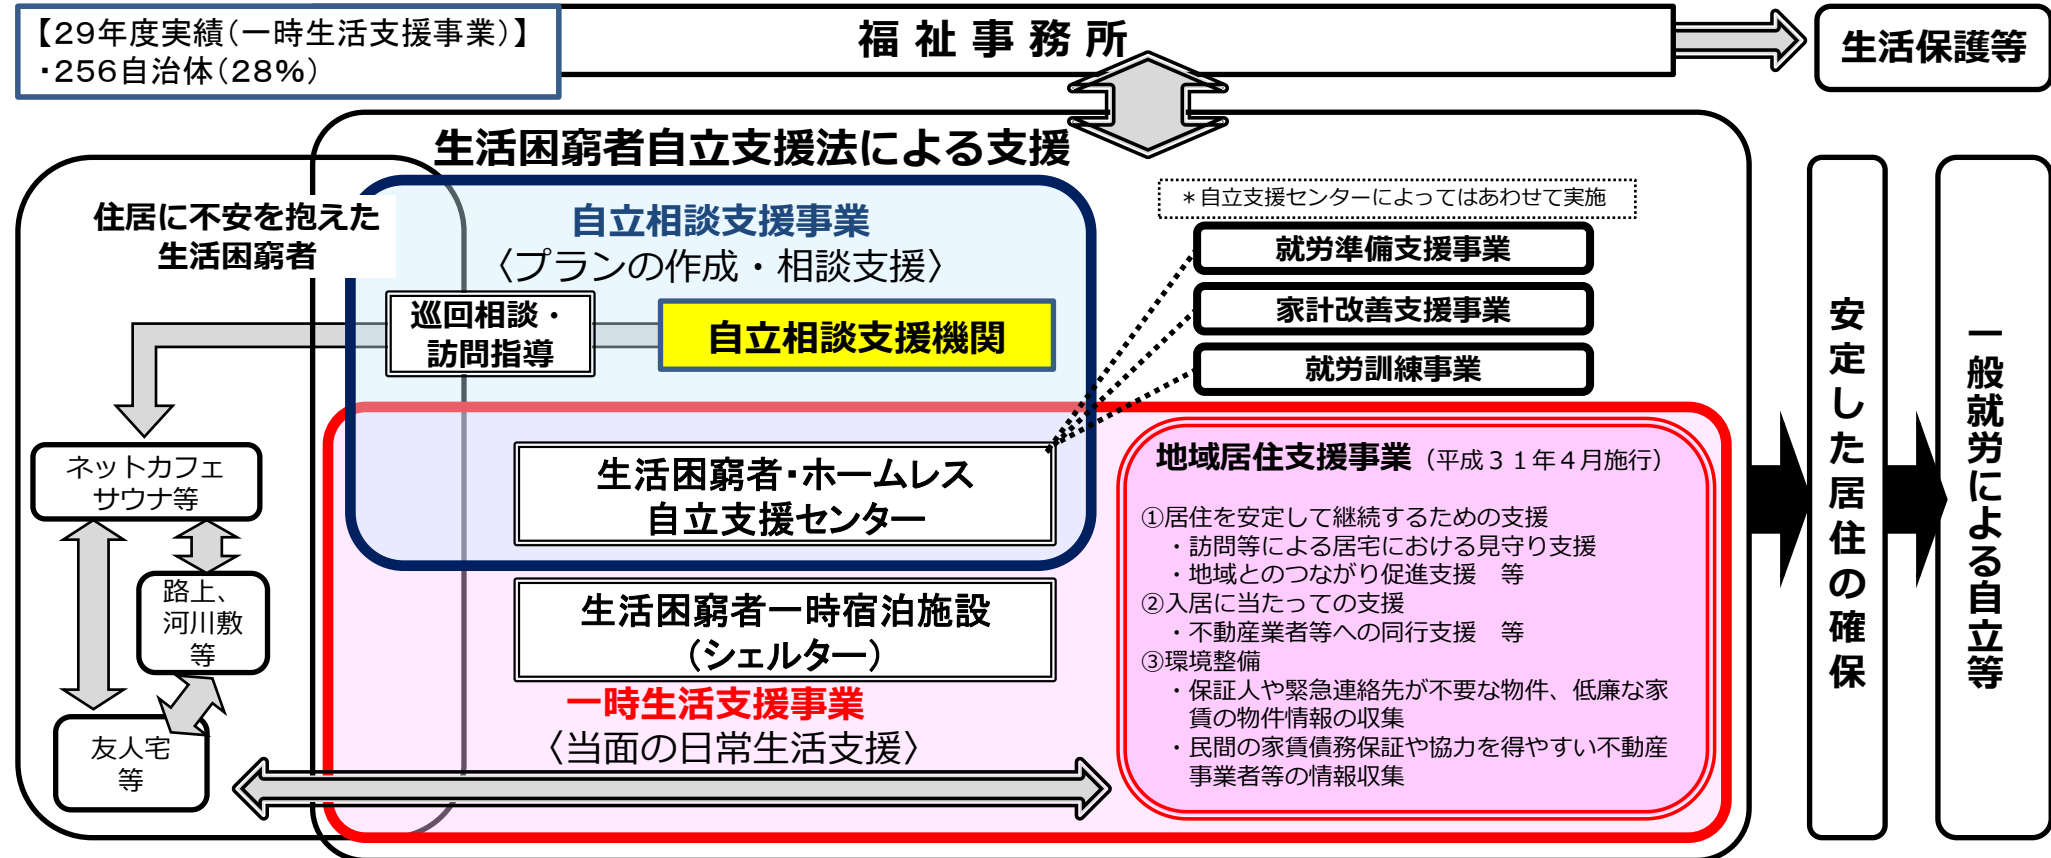 【29年度実績(一時生活支援事業)】
・256自治体(28%)
福祉事務所
生活保護等
生活困窮者自立支援法による支援
住居に不安を抱えた
生活困窮者
自立相談支援事業
〈プランの作成・相談支援〉
巡回相談・
訪問指導
自立相談支援機関
＊自立支援センターによってはあわせて実施
就労準備支援事業
家計改善支援事業
就労訓練事業
ネットカフェ
サウナ等
路上、
河川敷
等
友人宅
等
生活困窮者・ホームレス
自立支援センター
生活困窮者一時宿泊施設
（シェルター）
一時生活支援事業
〈当面の日常生活支援〉
地域居住支援事業（平成３１年４月施行）
①居住を安定して継続するための支援
・訪問等による居宅における見守り支援
・地域とのつながり促進支援　等
②入居に当たっての支援
・不動産業者等への同行支援　等
③環境整備
・保証人や緊急連絡先が不要な物件、低廉な家
賃の物件情報の収集
・民間の家賃債務保証や協力を得やすい不動産
事業者等の情報収集
安定した居住の確保
一般就労による自立等